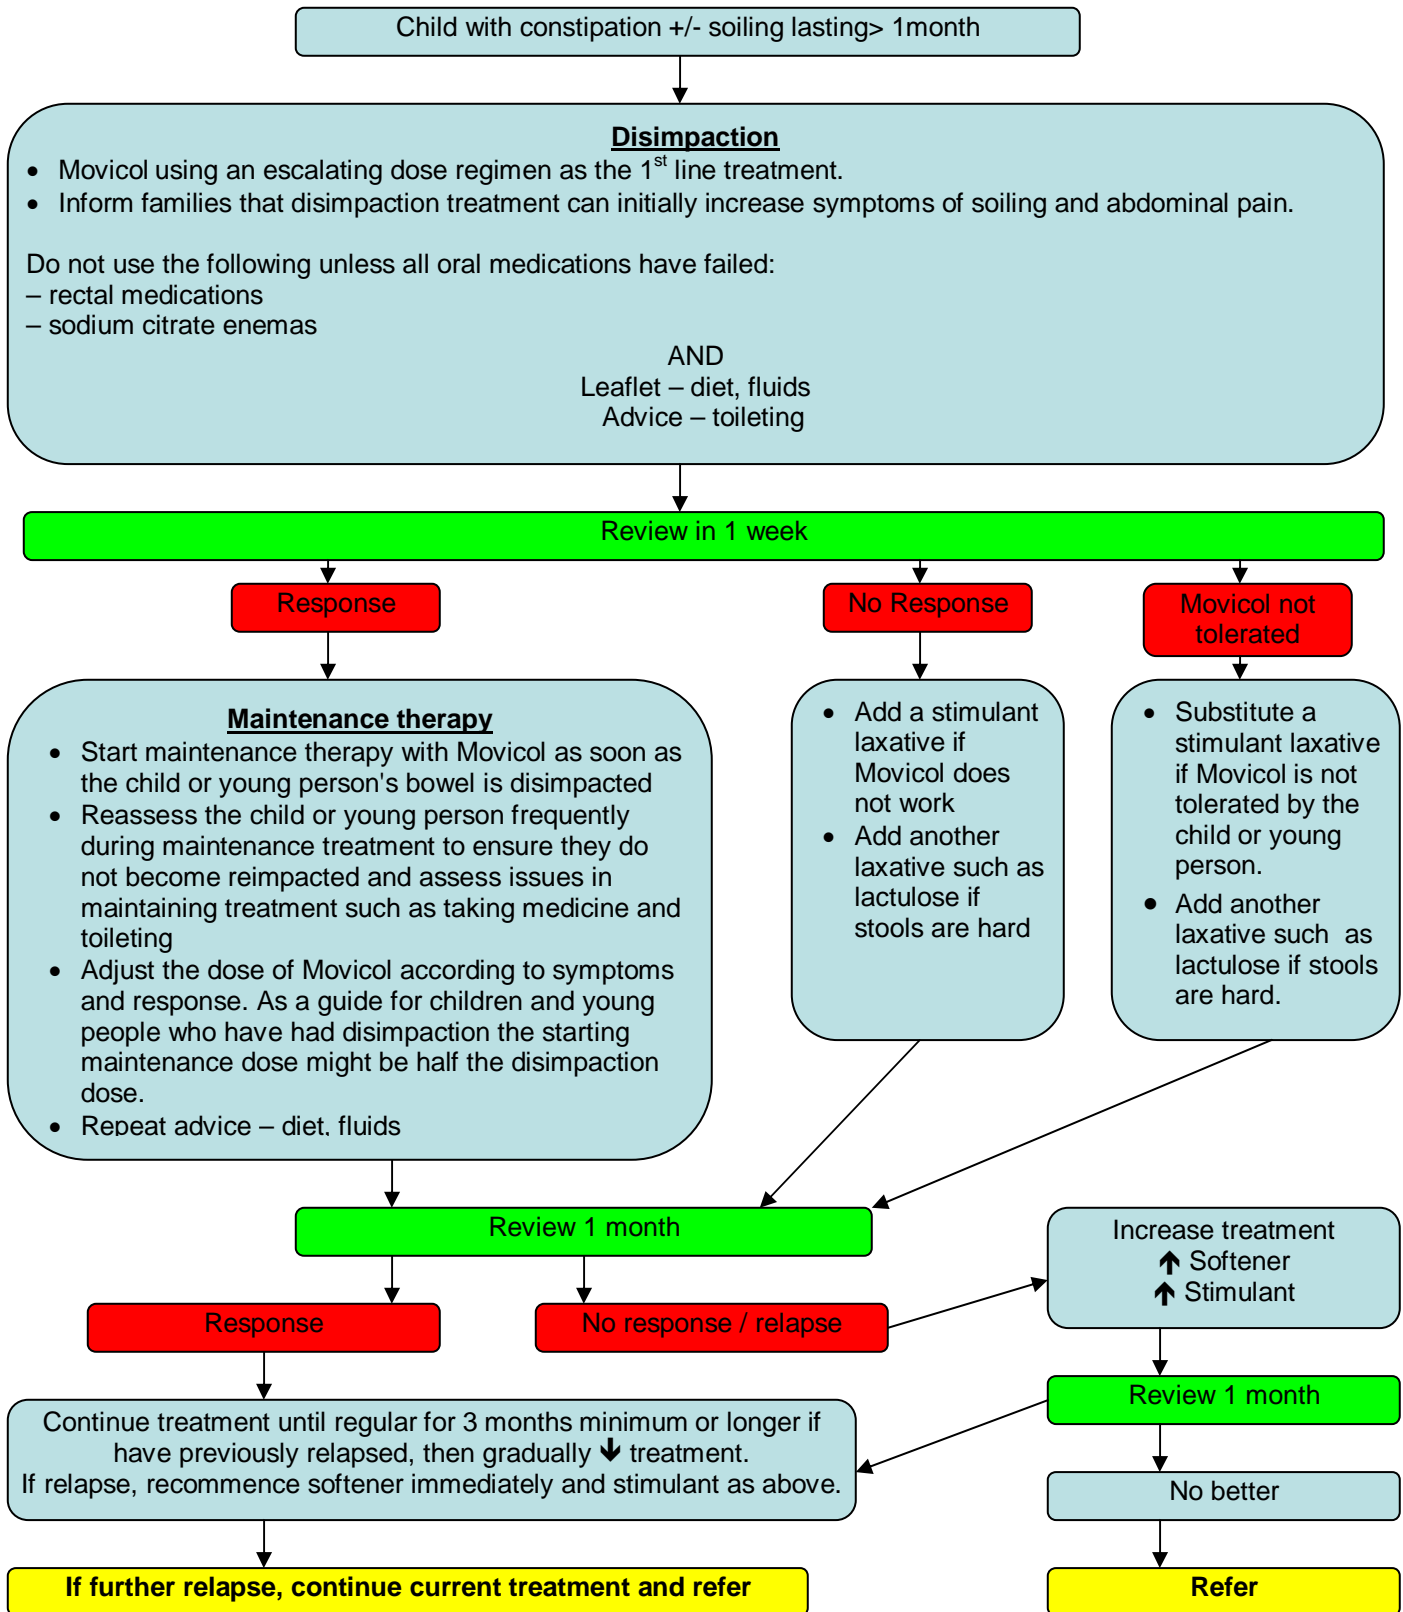 Child with constipation +/- soiling lasting> 1month
Disimpaction
• Movicol using an escalating dose regimen as the 1st line treatment.
• Inform families that disimpaction treatment can initially increase symptoms of soiling and abdominal pain.
Do not use the following unless all oral medications have failed:
– rectal medications
– sodium citrate enemas
AND
Leaflet – diet, fluids
Advice – toileting
Review in 1 week
Response
No Response
Movicol not
tolerated
Maintenance therapy
• Start maintenance therapy with Movicol as soon as
the child or young person's bowel is disimpacted
• Reassess the child or young person frequently
during maintenance treatment to ensure they do
not become reimpacted and assess issues in
maintaining treatment such as taking medicine and
toileting
• Adjust the dose of Movicol according to symptoms
and response. As a guide for children and young
people who have had disimpaction the starting
maintenance dose might be half the disimpaction
dose.
• Repeat advice – diet, fluids
• Add a stimulant
laxative if
Movicol does
not work
• Add another
laxative such as
lactulose if
stools are hard
• Substitute a
stimulant laxative
if Movicol is not
tolerated by the
child or young
person.
• Add another
laxative such as
lactulose if stools
are hard.
Review 1 month
Response
No response / relapse
Increase treatment
🡹 Softener
🡹 Stimulant
Review 1 month
Continue treatment until regular for 3 months minimum or longer if
have previously relapsed, then gradually 🡻 treatment.
If relapse, recommence softener immediately and stimulant as above.
No better
If further relapse, continue current treatment and refer
Refer